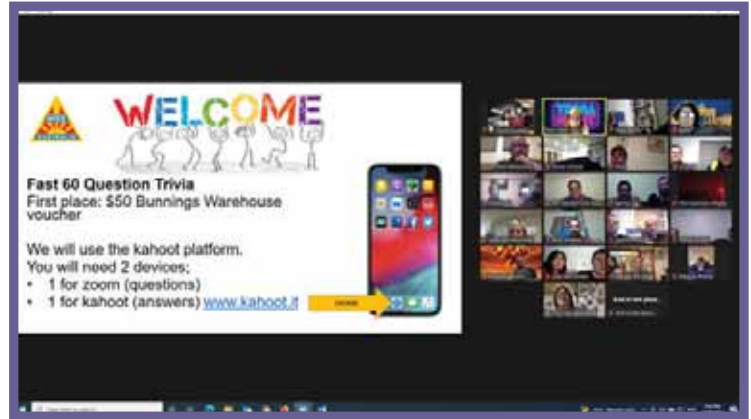 WELCOME
Fast 60 Question Trivia
First place: $50 Bunnings Warehouse
voucher
We will use the kahoot platform.
You will need 2 devices;
• 1 for zoom (questions)
• 1 for kahoot (answers) www.kahoot.it